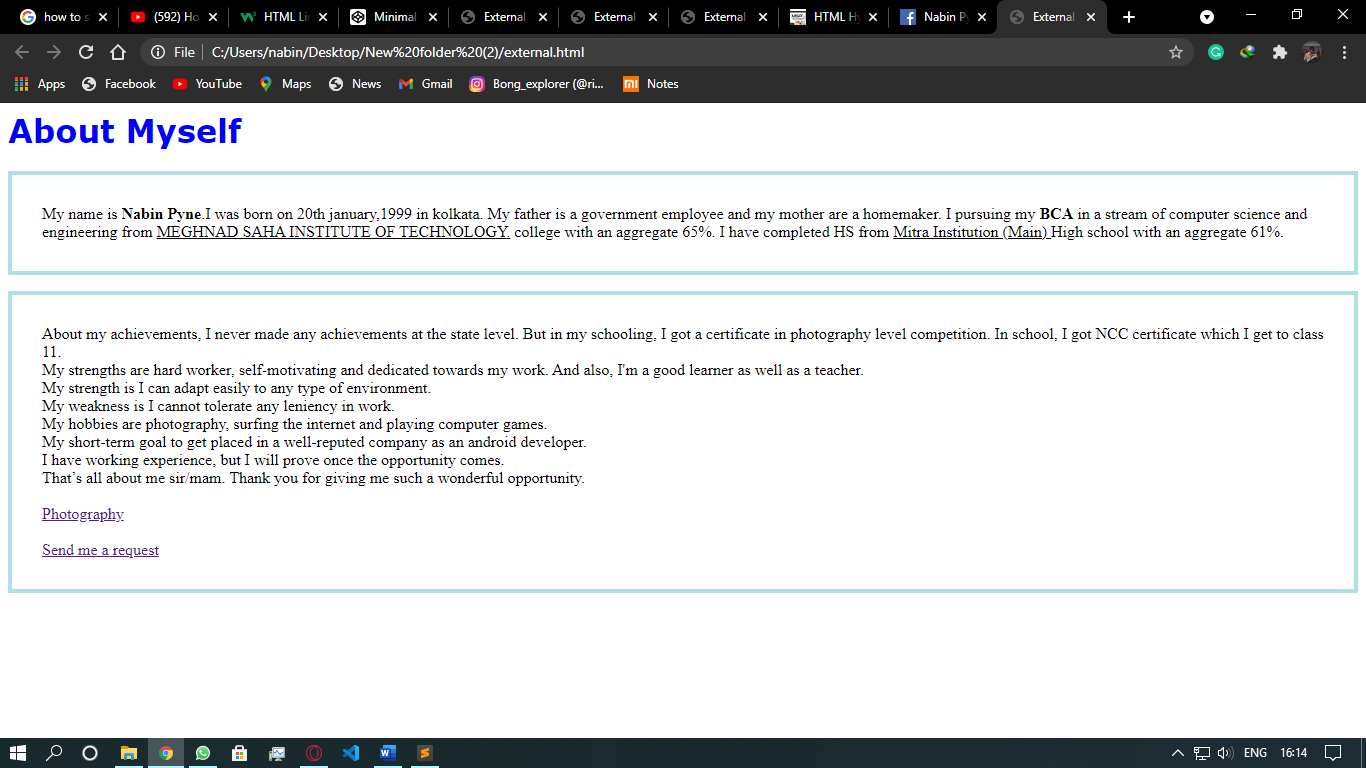 how to s
(592) Ho
HTML Lin
Minimal
External
External
External
HTML Hy
Nabin Py
External
File
C:/Users/nabin/Desktop/New%20folder%20(2)/external.html
Apps
Facebook
YouTube
Maps
News
Gmail
Bong_explorer (@ri...
Notes
About Myself
My name is Nabin Pyne.I was born on 20th january,1999 in kolkata. My father is a government employee and my mother are a homemaker. I pursuing my BCA in a stream of computer science and
engineering from MEGHNAD SAHA INSTITUTE OF TECHNOLOGY. college with an aggregate 65%. I have completed HS from Mitra Institution (Main) High school with an aggregate 61%.
About my achievements, I never made any achievements at the state level. But in my schooling, I got a certificate in photography level competition. In school, I got NCC certificate which I get to class
11.
My strengths are hard worker, self-motivating and dedicated towards my work. And also, I'm a good learner as well as a teacher.
My strength is I can adapt easily to any type of environment.
My weakness is I cannot tolerate any leniency in work.
My hobbies are photography, surfing the internet and playing computer games.
My short-term goal to get placed in a well-reputed company as an android developer.
I have working experience, but I will prove once the opportunity comes.
That’s all about me sir/mam. Thank you for giving me such a wonderful opportunity.
Photography
Send me a request
ENG
16:14